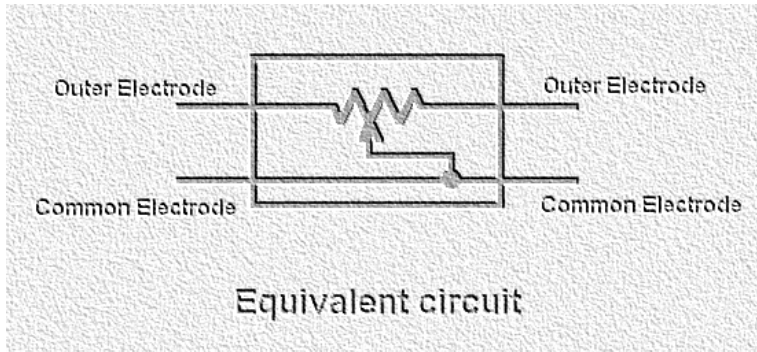 Outer Electrode
Outer Electrode
Common Electrode
Common Electrode
Equivalent circuit